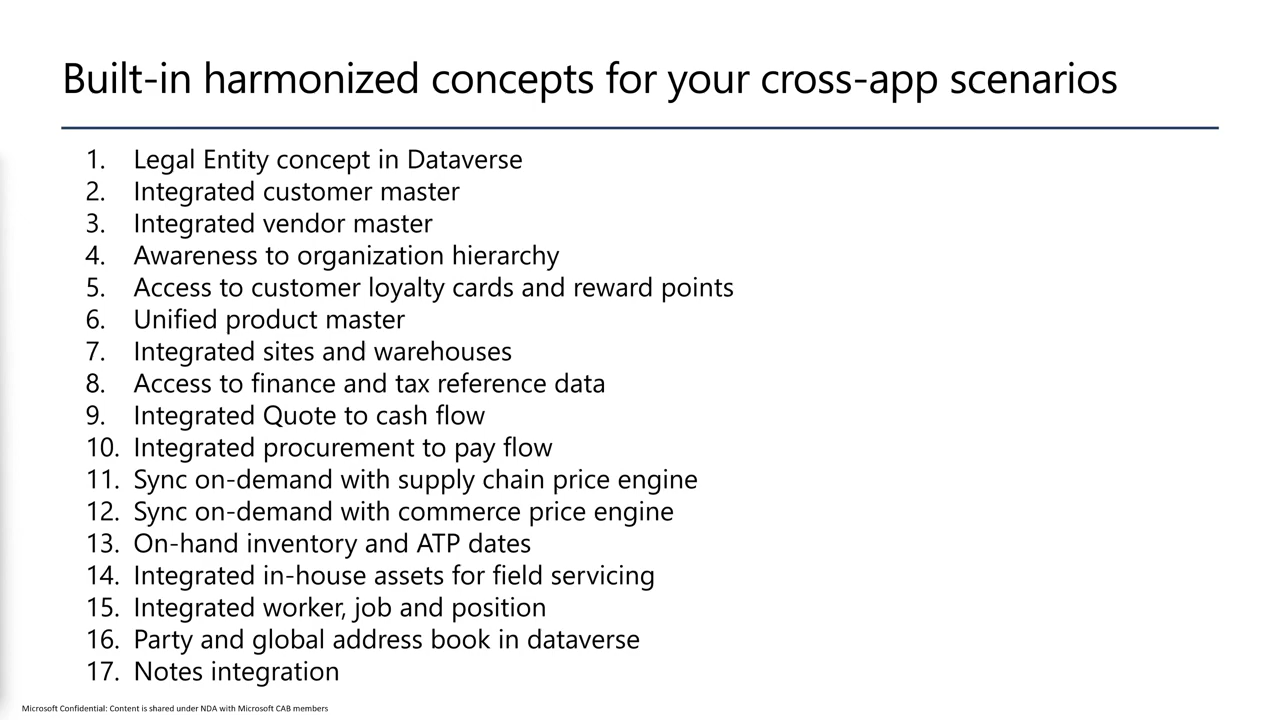 Built-in harmonized concepts for your cross-app scenarios
1. Legal Entity concept in Dataverse
2. Integrated customer master
3. Integrated vendor master
4. Awareness to organization hierarchy
5. Access to customer loyalty cards and reward points
6. Unified product master
7. Integrated sites and warehouses
8. Access to finance and tax reference data
9. Integrated Quote to cash flow
10. Integrated procurement to pay flow
11. Sync on-demand with supply chain price engine
12. Sync on-demand with commerce price engine
13. On-hand inventory and ATP dates
14. Integrated in-house assets for field servicing
15. Integrated worker, job and position
16. Party and global address book in dataverse
17. Notes integration
Microsoft Confidential: Content is shared under NDA with Microsoft CAB members